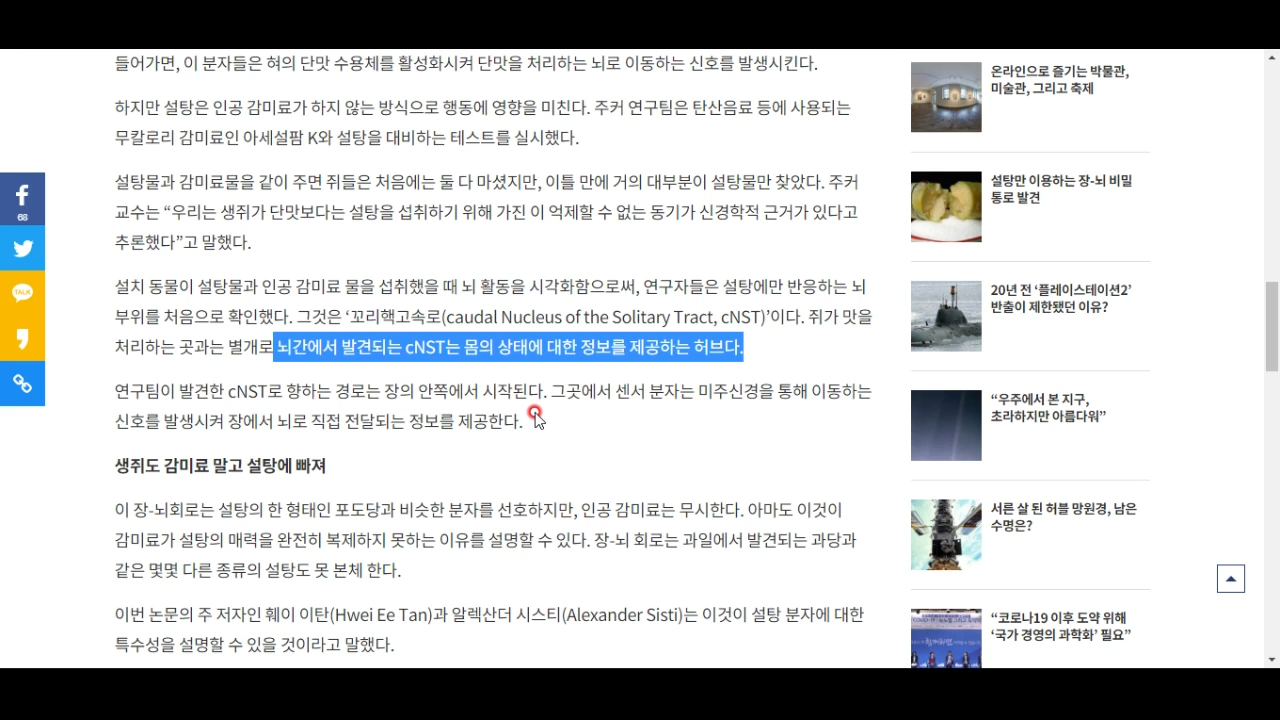 들어가면, 이 분자들은 혀의 단맛 수용체를 활성화시켜 단맛을 처리하는 뇌로 이동하는 신호를 발생시킨다.
하지만 설탕은 인공 감미료가 하지 않는 방식으로 행동에 영향을 미친다. 주커 연구팀은 탄산음료 등에 사용되는
무칼로리 감미료인 아세설팜 K와 설탕을 대비하는 테스트를 실시했다.
설탕물과 감미료물을 같이 주면 쥐들은 처음에는 둘 다 마셨지만, 이틀 만에 거의 대부분이 설탕물만 찾았다. 주커
교수는 “우리는 생쥐가 단맛보다는 설탕을 섭취하기 위해 가진 이 억제할 수 없는 동기가 신경학적 근거가 있다고
추론했다”고 말했다.
설치 동물이 설탕물과 인공 감미료 물을 섭취했을 때 뇌 활동을 시각화함으로써, 연구자들은 설탕에만 반응하는 뇌
부위를 처음으로 확인했다. 그것은 ‘꼬리핵고속로(caudal Nucleus of the Solitary Tract, cNST)’이다. 쥐가 맛을
처리하는 곳과는 별개로 뇌간에서 발견되는 cNST는 몸의 상태에 대한 정보를 제공하는 허브다.
연구팀이 발견한 cNST로 향하는 경로는 장의 안쪽에서 시작된다. 그곳에서 센서 분자는 미주신경을 통해 이동하는
신호를 발생시켜 장에서 뇌로 직접 전달되는 정보를 제공한다.
생쥐도 감미료 말고 설탕에 빠져
이 장-뇌회로는 설탕의 한 형태인 포도당과 비슷한 분자를 선호하지만, 인공 감미료는 무시한다. 아마도 이것이
감미료가 설탕의 매력을 완전히 복제하지 못하는 이유를 설명할 수 있다. 장-뇌 회로는 과일에서 발견되는 과당과
같은 몇몇 다른 종류의 설탕도 못 본체 한다.
이번 논문의 주 저자인 훼이 이탄(Hwei Ee Tan)과 알렉산더 시스티(Alexander Sisti)는 이것이 설탕 분자에 대한
특수성을 설명할 수 있을 것이라고 말했다.
68
TALK
온라인으로 즐기는 박물관,
미술관, 그리고 축제
설탕만 이용하는 장-뇌 비밀
통로 발견
20년 전 ‘플레이스테이션2’
반출이 제한됐던 이유?
“우주에서 본 지구,
초라하지만 아름다워”
서른 살 된 허블 망원경, 남은
수명은?
“코로나19 이후 도약 위해
‘국가 경영의 과학화’ 필요”